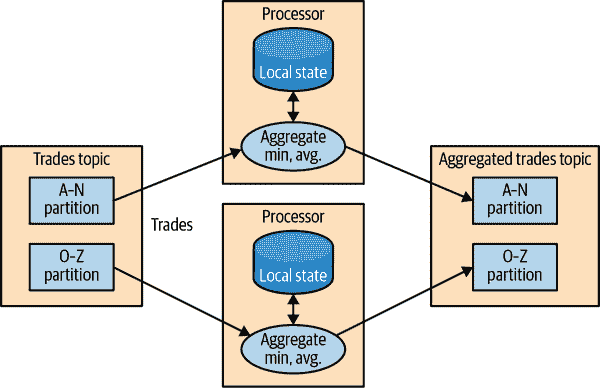 Processor
Local state
Aggregate
min, avg.
Trades topic
A–N
partition
O–Z
partition
Trades
Processor
Local state
Aggregate
min, avg.
Aggregated trades topic
A–N
partition
O–Z
partition